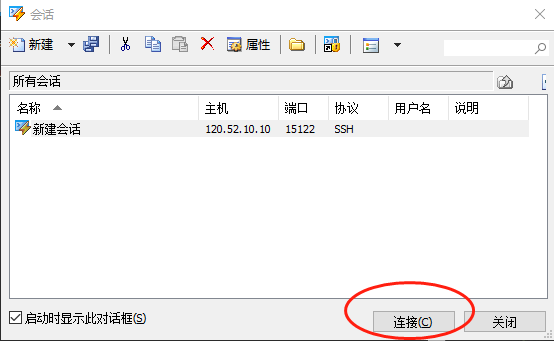 会话
新建 属性
所有会话
名称 主机 端口 协议 用户名 说明
新建会话 120.52.10.10 15122 SSH
启动时显示此对话框(S) 连接(C) 关闭